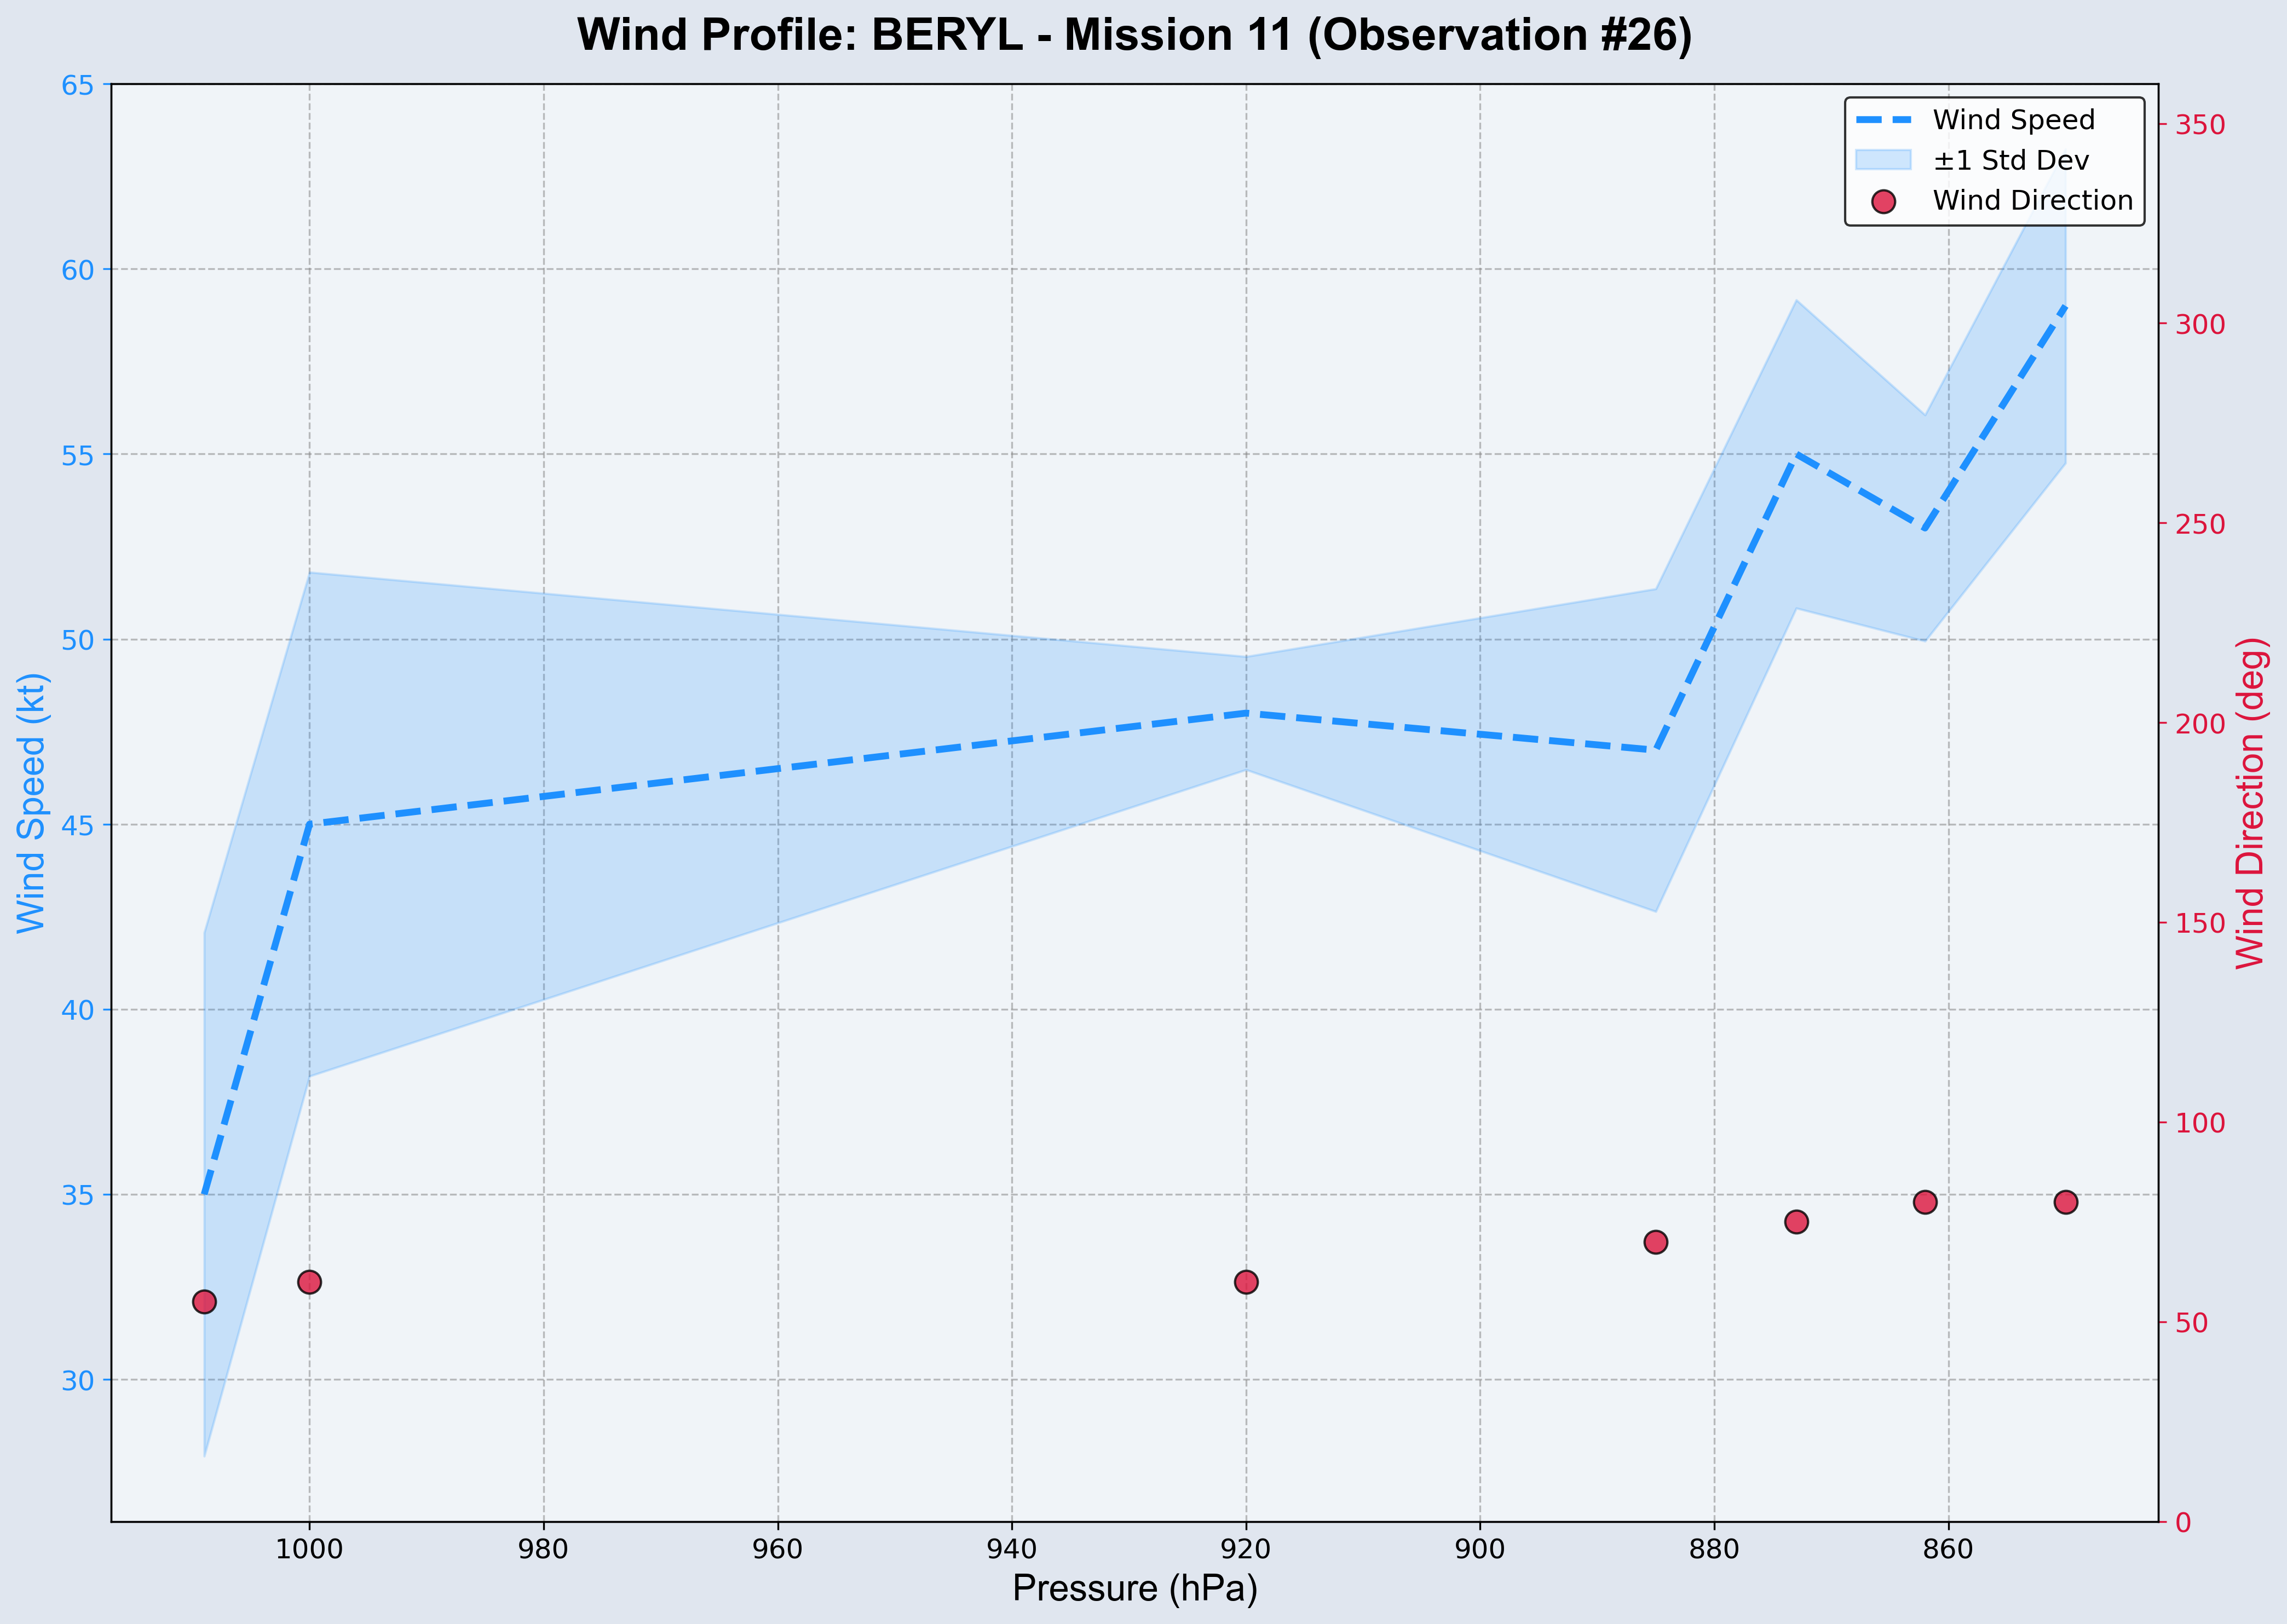 Wind Profile: BERYL - Mission 11 (Observation #26)
Wind Speed
±1 Std Dev
Wind Direction
Wind Speed (kt)
65
60
55
50
45
40
35
30
350
300
250
200
150
100
50
0
Wind Direction (deg)
1000 980 960 940 920 900 880 860
Pressure (hPa)